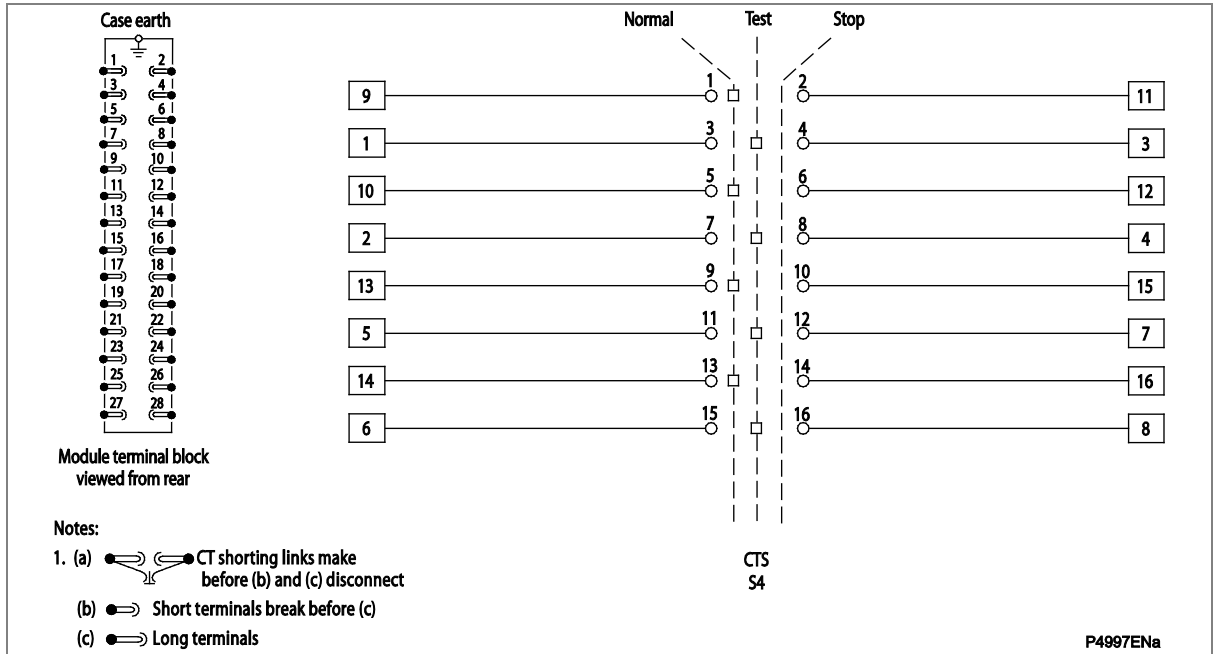 Case earth
1 2
3 4
5 6
7 8
9 10
11 12
13 14
15 16
17 18
19 20
21 22
23 24
25 26
27 28
Module terminal block
viewed from rear
Normal Test Stop
9 1 2 11
1 3 4 3
10 5 6 12
2 7 8 4
13 9 10 15
5 11 12 7
14 13 14 16
6 15 16 8
CTS
S4
Notes:
1. (a) CT shorting links make
before (b) and (c) disconnect
(b) Short terminals break before (c)
(c) Long terminals
P4997ENa